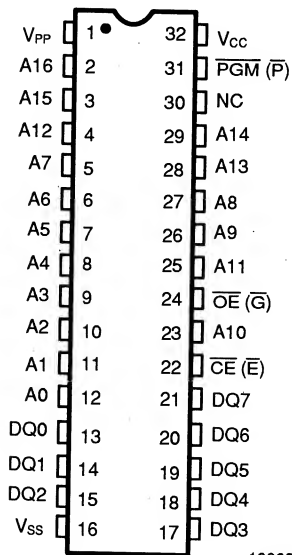 VPP 1 32 VCC
A16 2 31 PGM (P)
A15 3 30 NC
A12 4 29 A14
A7 5 28 A13
A6 6 27 A8
A5 7 26 A9
A4 8 25 A11
A3 9 24 OE (G)
A2 10 23 A10
A1 11 22 CE (E)
A0 12 21 DQ7
DQ0 13 20 DQ6
DQ1 14 19 DQ5
DQ2 15 18 DQ4
VSS 16 17 DQ3